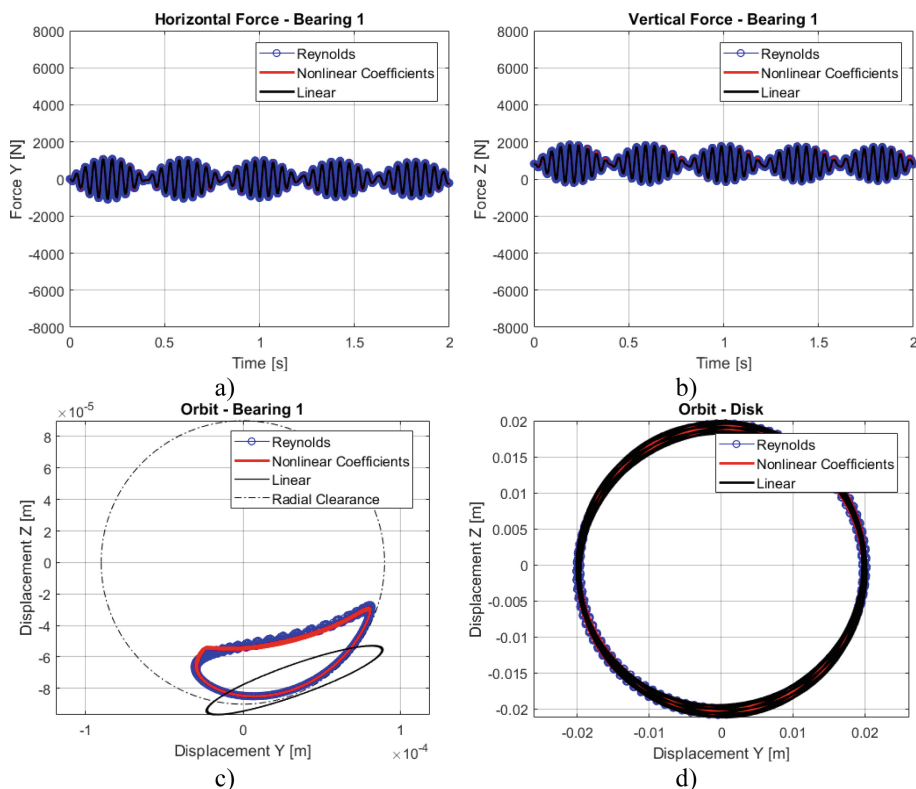 Horizontal Force - Bearing 1
8000
6000
4000
2000
0
-2000
-4000
-6000
-8000
Force Y [N]
Reynolds
Nonlinear Coefficients
Linear
0
0.5
1
1.5
2
Time [s]
a)
Vertical Force - Bearing 1
8000
6000
4000
2000
0
-2000
-4000
-6000
-8000
Force Z [N]
Reynolds
Nonlinear Coefficients
Linear
0
0.5
1
1.5
2
Time [s]
b)
Orbit - Bearing 1
×10⁻⁵
8
6
4
2
0
-2
-4
-6
-8
Displacement Z [m]
Reynolds
Nonlinear Coefficients
Linear
Radial Clearance
-1
0
1
×10⁻⁴
Displacement Y [m]
c)
Orbit - Disk
0.02
0.015
0.01
0.005
0
-0.005
-0.01
-0.015
-0.02
Displacement Z [m]
Reynolds
Nonlinear Coefficients
Linear
-0.02
-0.01
0
0.01
0.02
Displacement Y [m]
d)